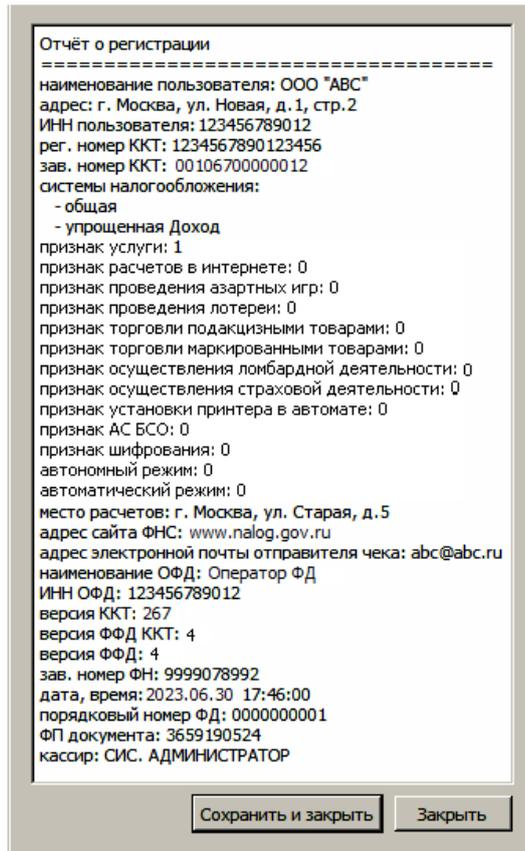 Отчёт о регистрации
=====================================
наименование пользователя: ООО "АВС"
адрес: г. Москва, ул. Новая, д.1, стр.2
ИНН пользователя: 123456789012
рег. номер ККТ: 1234567890123456
зав. номер ККТ: 00106700000012
системы налогообложения:
- общая
- упрощенная Доход
признак услуги: 1
признак расчетов в интернете: 0
признак проведения азартных игр: 0
признак проведения лотереи: 0
признак торговли подакцизными товарами: 0
признак торговли маркированными товарами: 0
признак осуществления ломбардной деятельности: 0
признак осуществления страховой деятельности: 0
признак установки принтера в автомате: 0
признак АС БСО: 0
признак шифрования: 0
автономный режим: 0
автоматический режим: 0
место расчетов: г. Москва, ул. Старая, д.5
адрес сайта ФНС: www.nalog.gov.ru
адрес электронной почты отправителя чека: abc@abc.ru
наименование ОФД: Оператор ФД
ИНН ОФД: 123456789012
версия ККТ: 267
версия ФФД ККТ: 4
версия ФФД: 4
зав. номер ФН: 9999078992
дата, время: 2023.06.30 17:46:00
порядковый номер ФД: 0000000001
ФП документа: 3659190524
кассир: СИС. АДМИНИСТРАТОР
Сохранить и закрыть
Закрыть